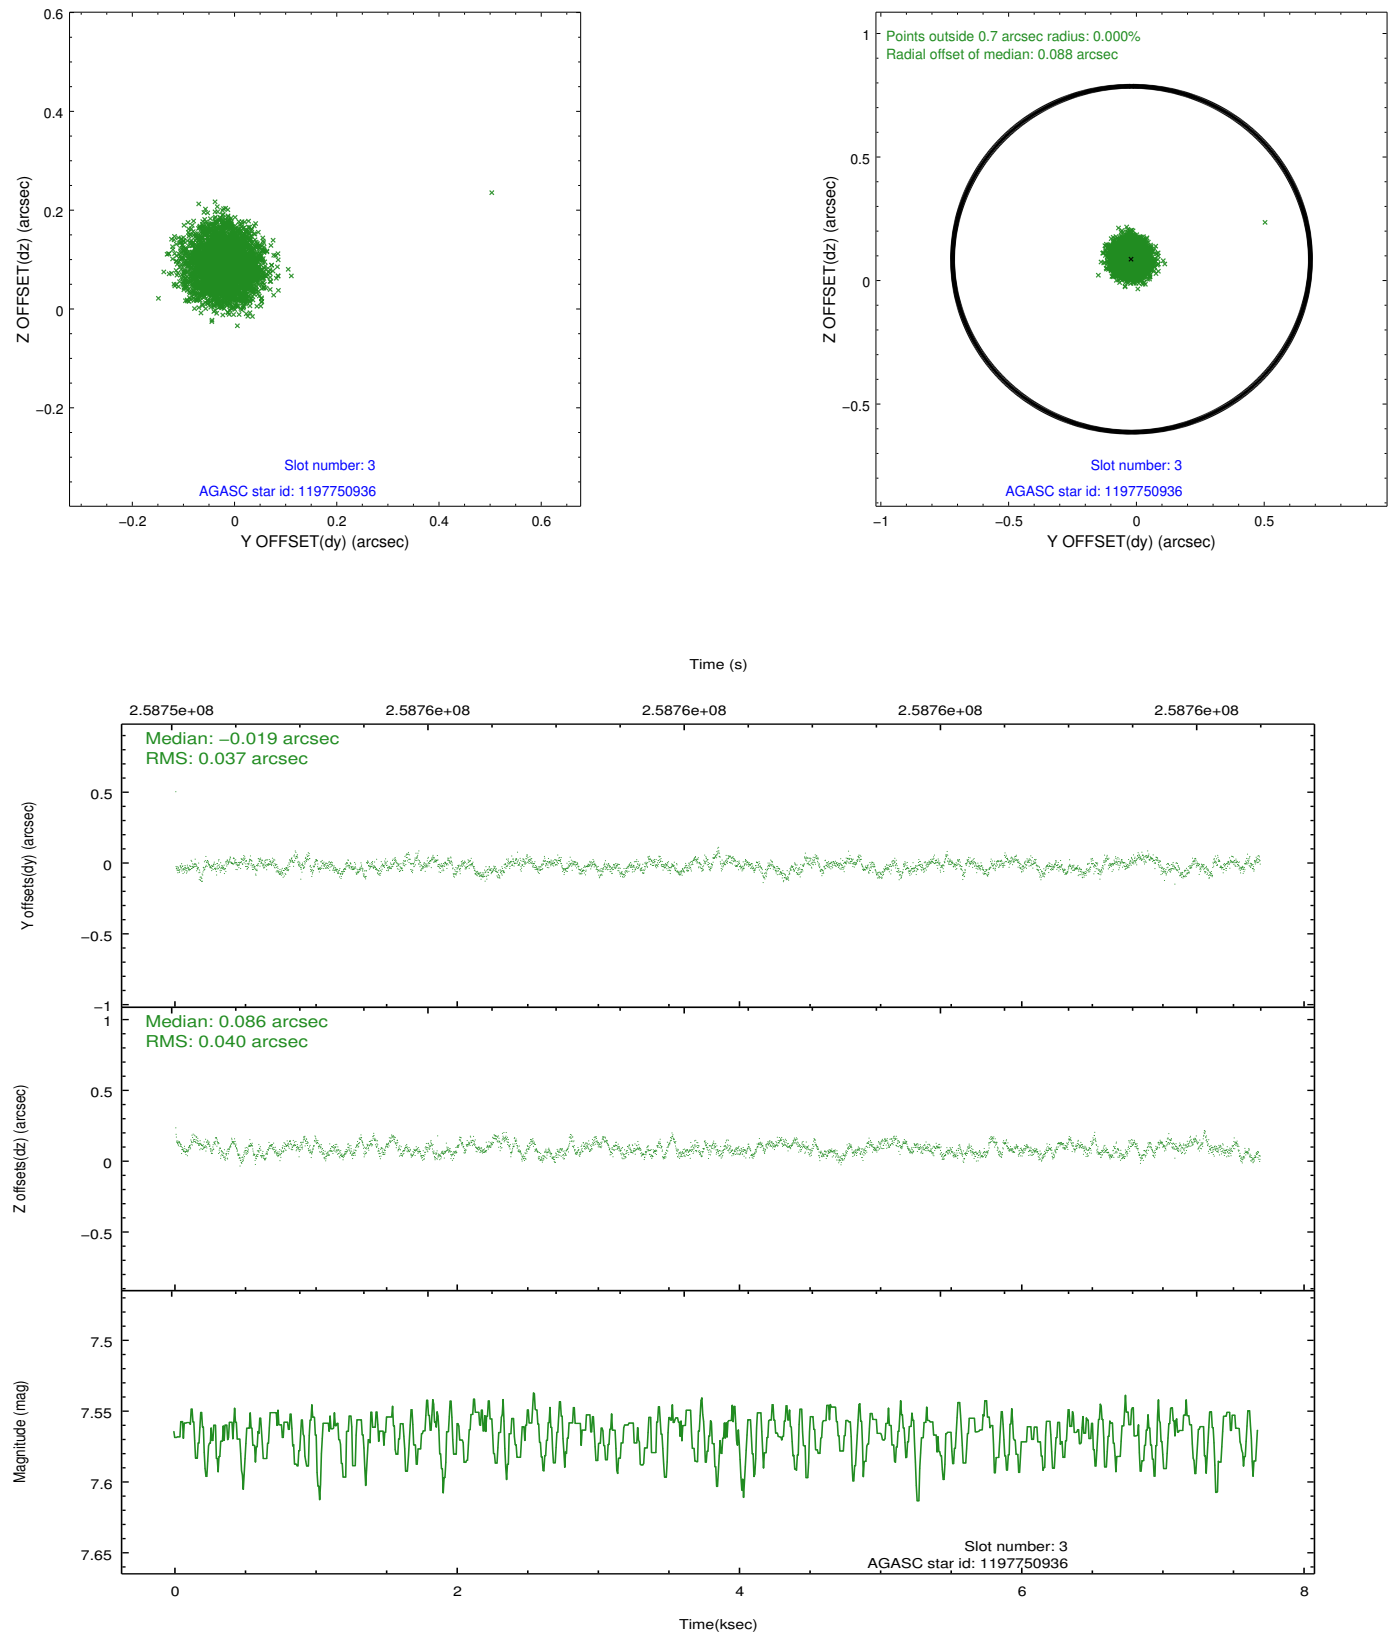 0.6
0.4
0.2
0
−0.2
Z OFFSET(dz) (arcsec)
Slot number: 3
AGASC star id: 1197750936
−0.2 0 0.2 0.4 0.6
Y OFFSET(dy) (arcsec)
Points outside 0.7 arcsec radius: 0.000%
Radial offset of median: 0.088 arcsec
1
0.5
0
−0.5
Z OFFSET(dz) (arcsec)
Slot number: 3
AGASC star id: 1197750936
−1 −0.5 0 0.5
Y OFFSET(dy) (arcsec)
Time (s)
2.5875e+08 2.5876e+08 2.5876e+08 2.5876e+08 2.5876e+08
Median: −0.019 arcsec
RMS: 0.037 arcsec
0.5
0
−0.5
−1
Y offsets(dy) (arcsec)
Median: 0.086 arcsec
RMS: 0.040 arcsec
1
0.5
0
−0.5
Z offsets(dz) (arcsec)
7.5
7.55
7.6
7.65
Magnitude (mag)
Slot number: 3
AGASC star id: 1197750936
0 2 4 6 8
Time(ksec)